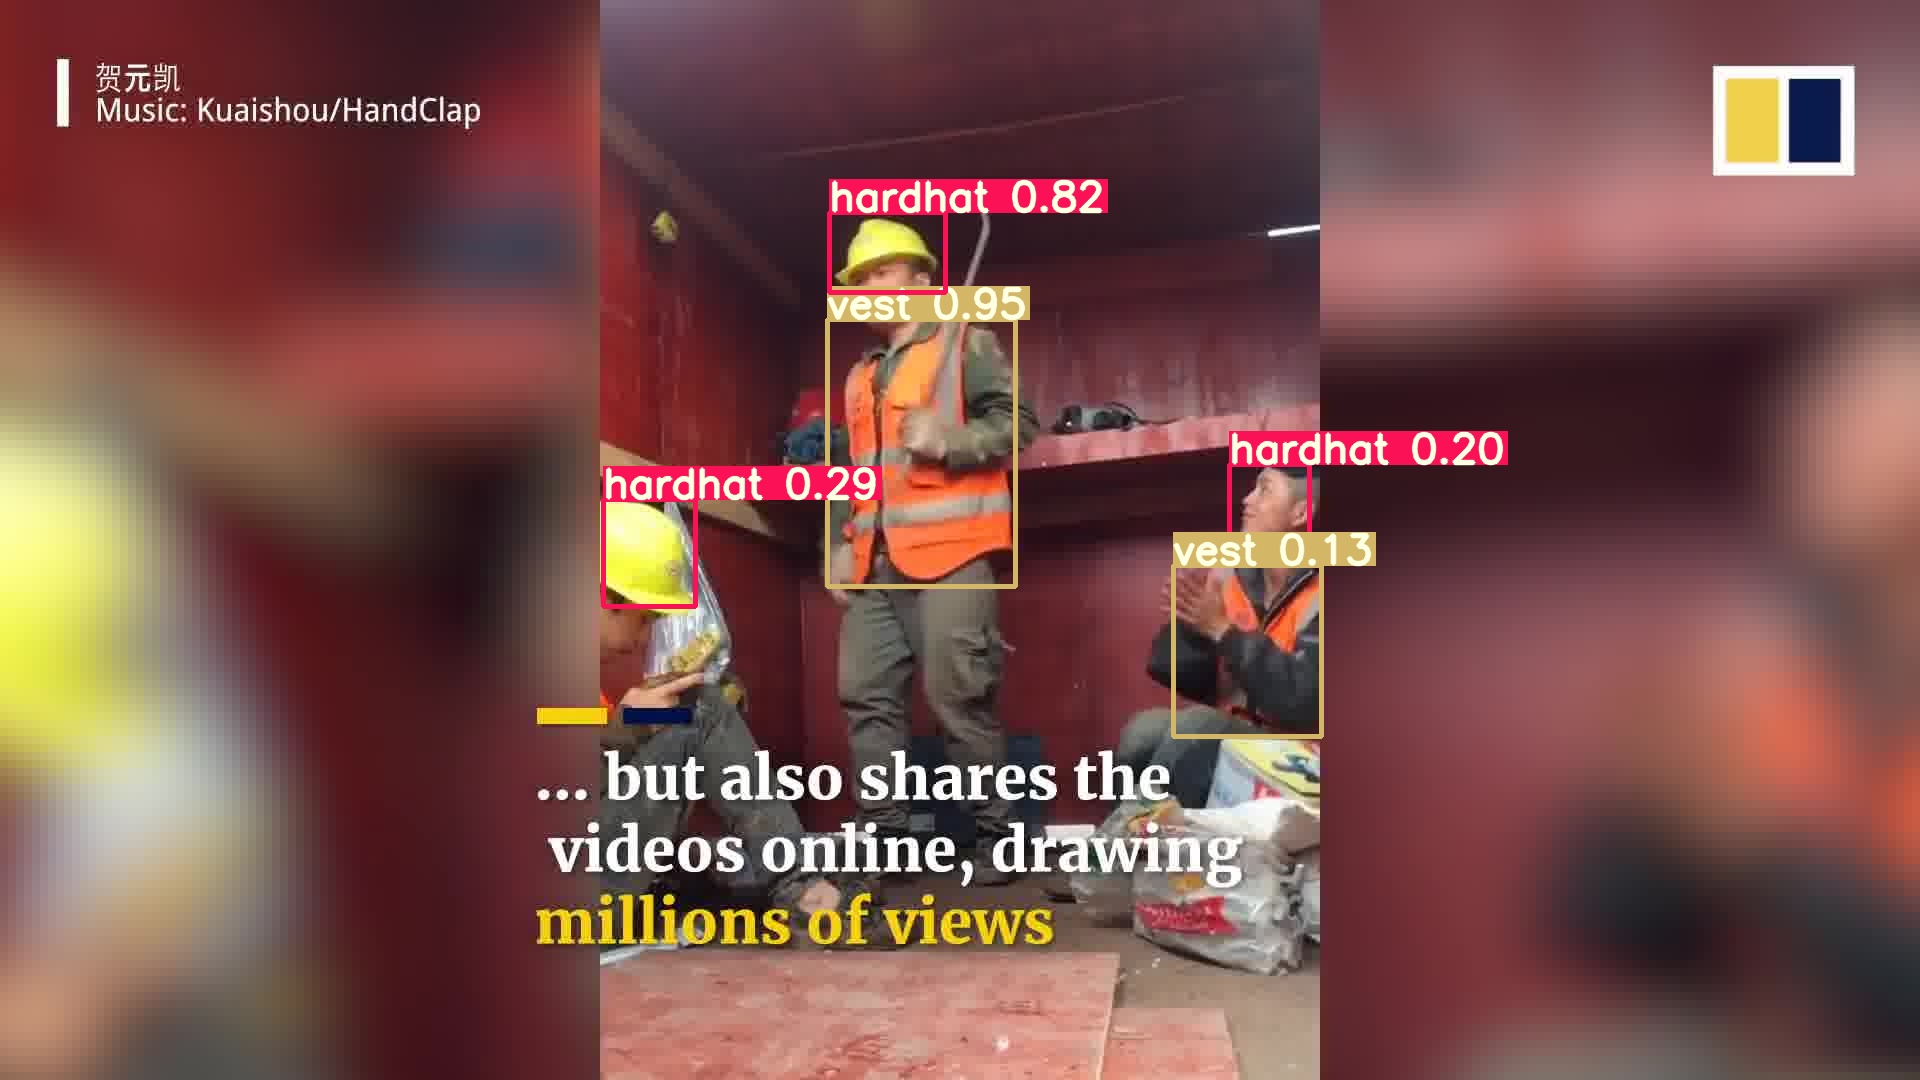 贺元凯
Music: Kuaishou/HandClap
hardhat 0.82
vest 0.95
hardhat 0.29
hardhat 0.20
vest 0.13
... but also shares the
videos online, drawing
millions of views